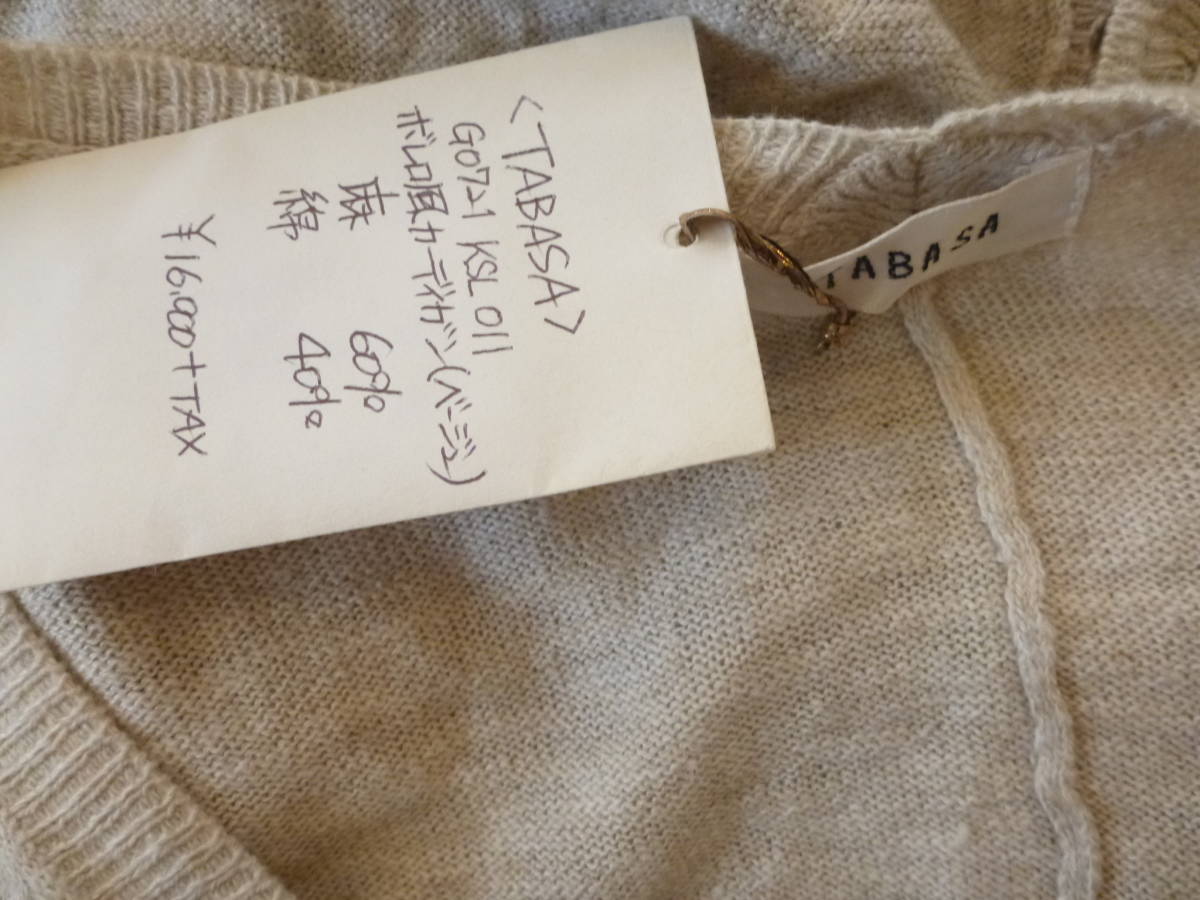 <TABASA>
G07-21 KSL 011
ボレロ風カーディガン(ベージュ)
麻 60%
綿 40%
¥16,000+TAX
TABASA